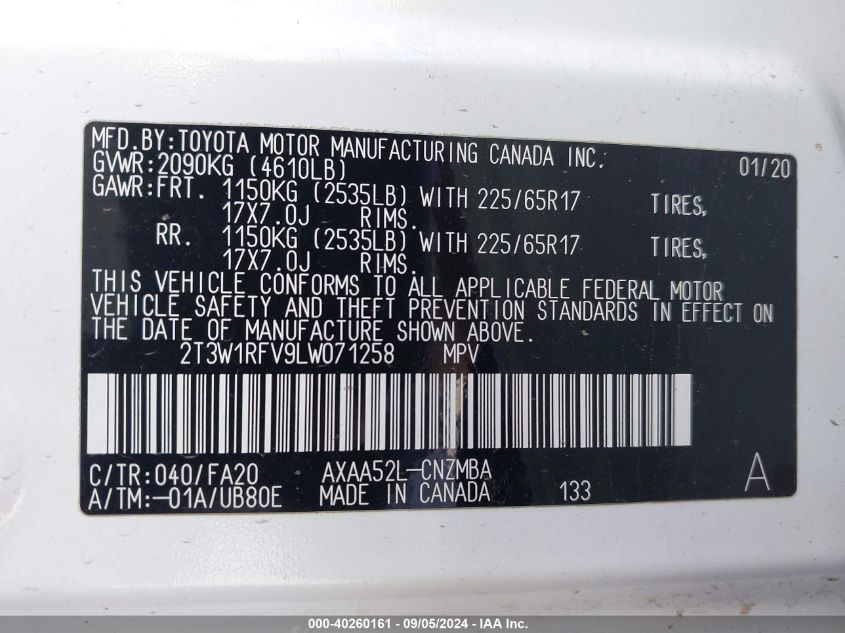 MFD.BY:TOYOTA MOTOR MANUFACTURING CANADA INC. 01/20
GVWR:2090KG (4610LB)
GAWR:FRT. 1150KG (2535LB) WITH 225/65R17 TIRES,
17X7.0J RIMS.
RR. 1150KG (2535LB) WITH 225/65R17 TIRES,
17X7.0J RIMS.
THIS VEHICLE CONFORMS TO ALL APPLICABLE FEDERAL MOTOR
VEHICLE SAFETY AND THEFT PREVENTION STANDARDS IN EFFECT ON
THE DATE OF MANUFACTURE SHOWN ABOVE.
2T3W1RFV9LW071258 MPV
C/TR:040/FA20 AXAA52L-CNZMBA A
A/TM:-01A/UB80E MADE IN CANADA 133
000-40260161 - 09/05/2024 - IAA Inc.